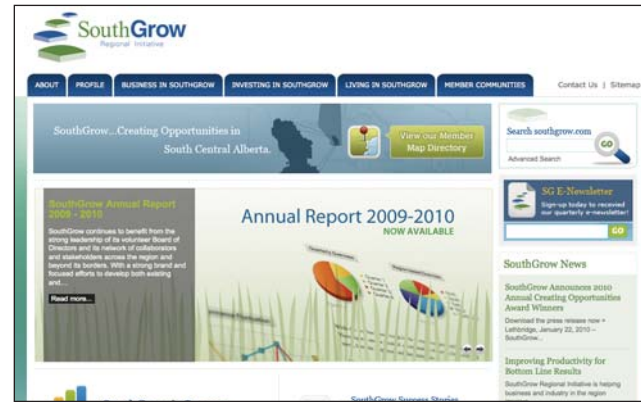 SouthGrow
Regional Initiative
ABOUT
PROFILE
BUSINESS IN SOUTHGROW
INVESTING IN SOUTHGROW
LIVING IN SOUTHGROW
MEMBER COMMUNITIES
Contact Us | Sitemap
SouthGrow...Creating Opportunities in
South Central Alberta.
View our Member
Map Directory
Search southgrow.com
GO
Advanced Search
SG E-Newsletter
Sign-up today to recevied
our quarterly e-newsletter!
GO
SouthGrow Annual Report
2009 - 2010
SouthGrow continues to benefit from the
strong leadership of its volunteer Board of
Directors and its network of collaborators
and stakeholders across the region and
beyond its borders. With a strong brand and
focused efforts to develop both existing
and....
Read more...
Annual Report 2009-2010
NOW AVAILABLE
SouthGrow News
SouthGrow Announces 2010
Annual Creating Opportunities
Award Winners
Download the press release now »
Lethbridge, January 22, 2010 –
SouthGrow...
Improving Productivity for
Bottom Line Results
SouthGrow Regional Initiative is helping
business and industry in the region
SouthGrow Success Stories